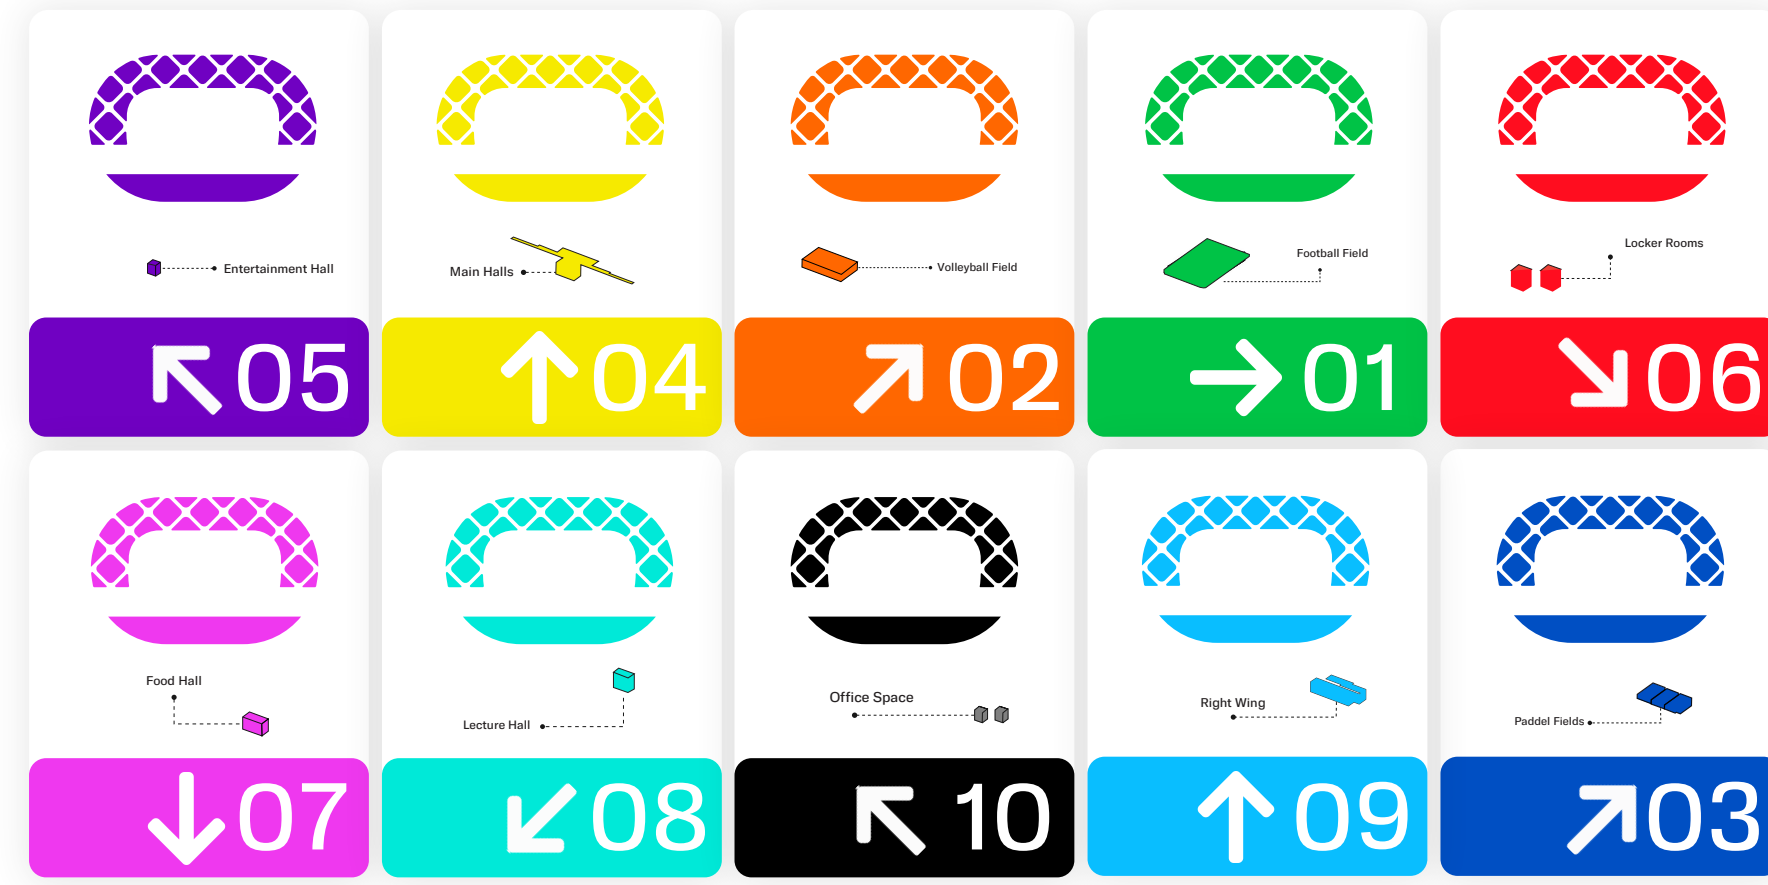 Entertainment Hall
05
Main Halls
04
Volleyball Field
02
Football Field
01
Locker Rooms
06
Food Hall
07
Lecture Hall
08
Office Space
10
Right Wing
09
Paddel Fields
03